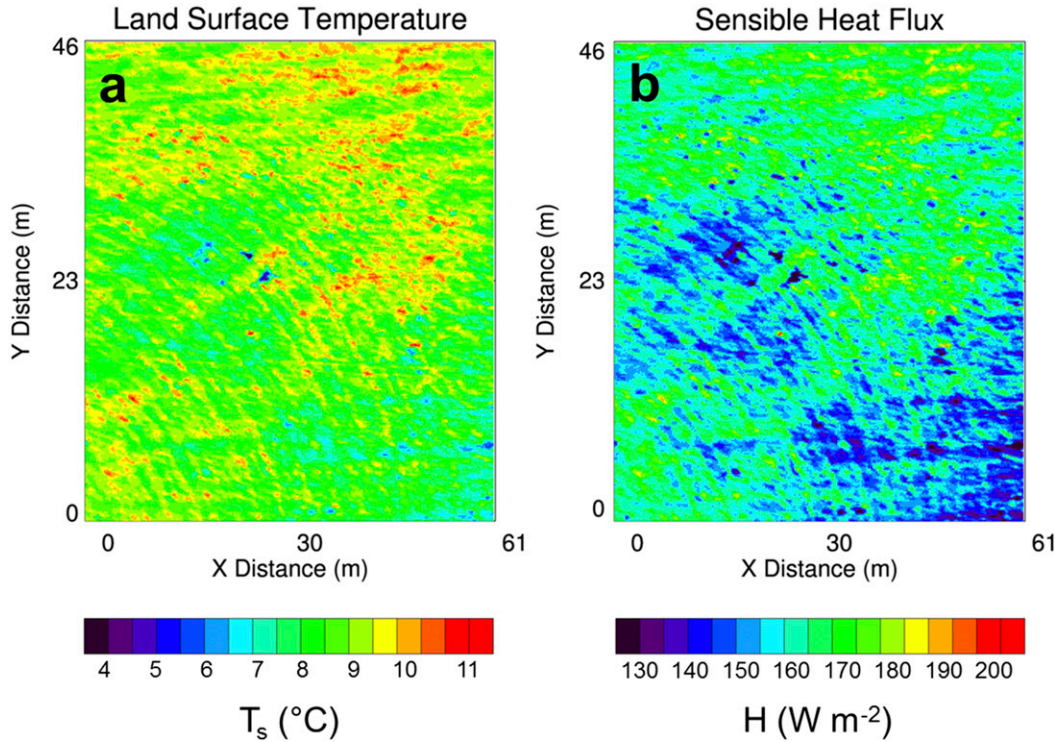 Land Surface Temperature
Sensible Heat Flux
46
46
a
b
Y Distance (m)
Y Distance (m)
23
23
0
0
0 30 61
0 30 61
X Distance (m)
X Distance (m)
4 5 6 7 8 9 10 11
130 140 150 160 170 180 190 200
Ts (°C)
H (W m-2)